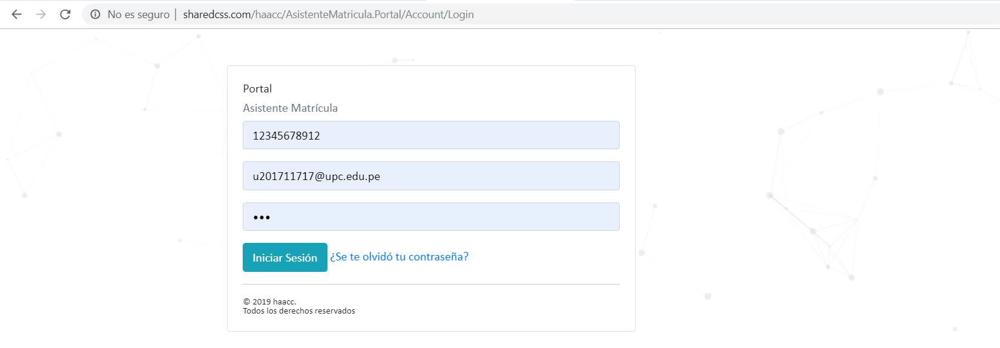 No es seguro | sharedcss.com/haacc/AsistenteMatricula.Portal/Account/Login
Portal
Asistente Matrícula
12345678912
u201711717@upc.edu.pe
•••
Iniciar Sesión ¿Se te olvidó tu contraseña?
© 2019 haacc.
Todos los derechos reservados